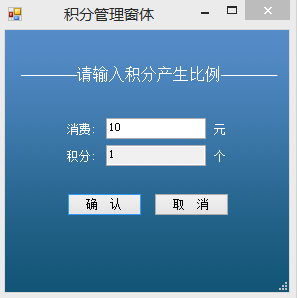 积分管理窗体
请输入积分产生比例
消费： 10 元
积分： 1 个
确 认 取 消